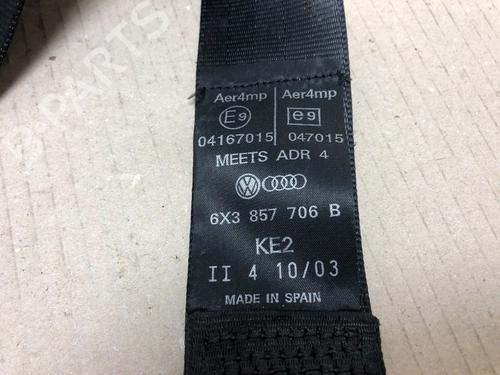 Aer4mp Aer4mp
E9 e9
04167015 047015
MEETS ADR 4
6X3 857 706 B
KE2
II 4 10/03
MADE IN SPAIN